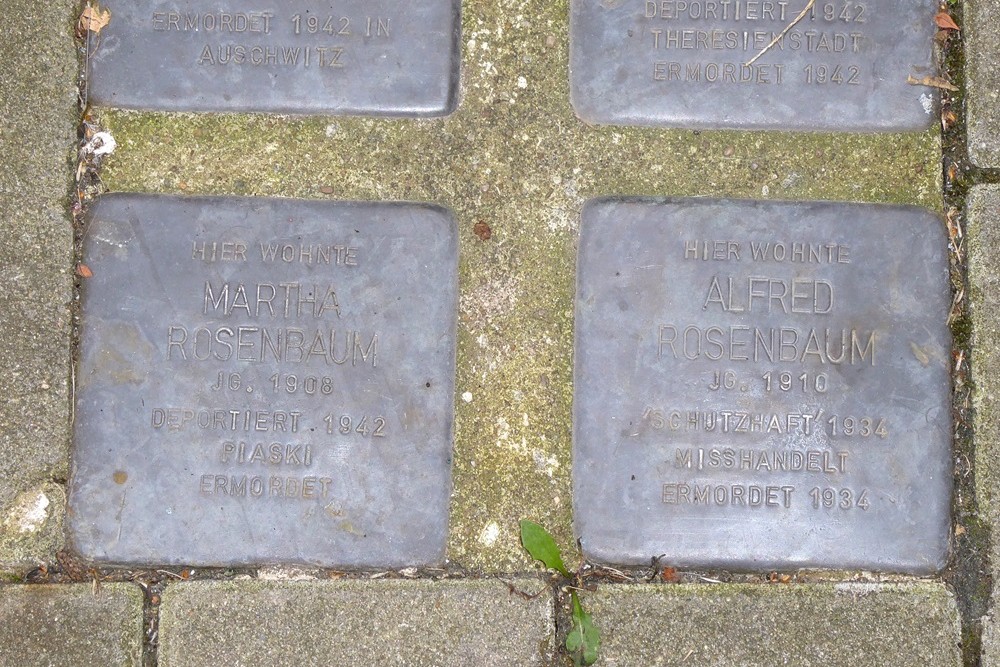 ERMORDET 1942 IN
AUSCHWITZ
DEPORTIERT 1942
THERESIENSTADT
ERMORDET 1942
HIER WOHNTE
MARTHA
ROSENBAUM
JG. 1908
DEPORTIERT 1942
PIASKI
ERMORDET
HIER WOHNTE
ALFRED
ROSENBAUM
JG. 1910
'SCHUTZHAFT' 1934
MISSHANDELT
ERMORDET 1934